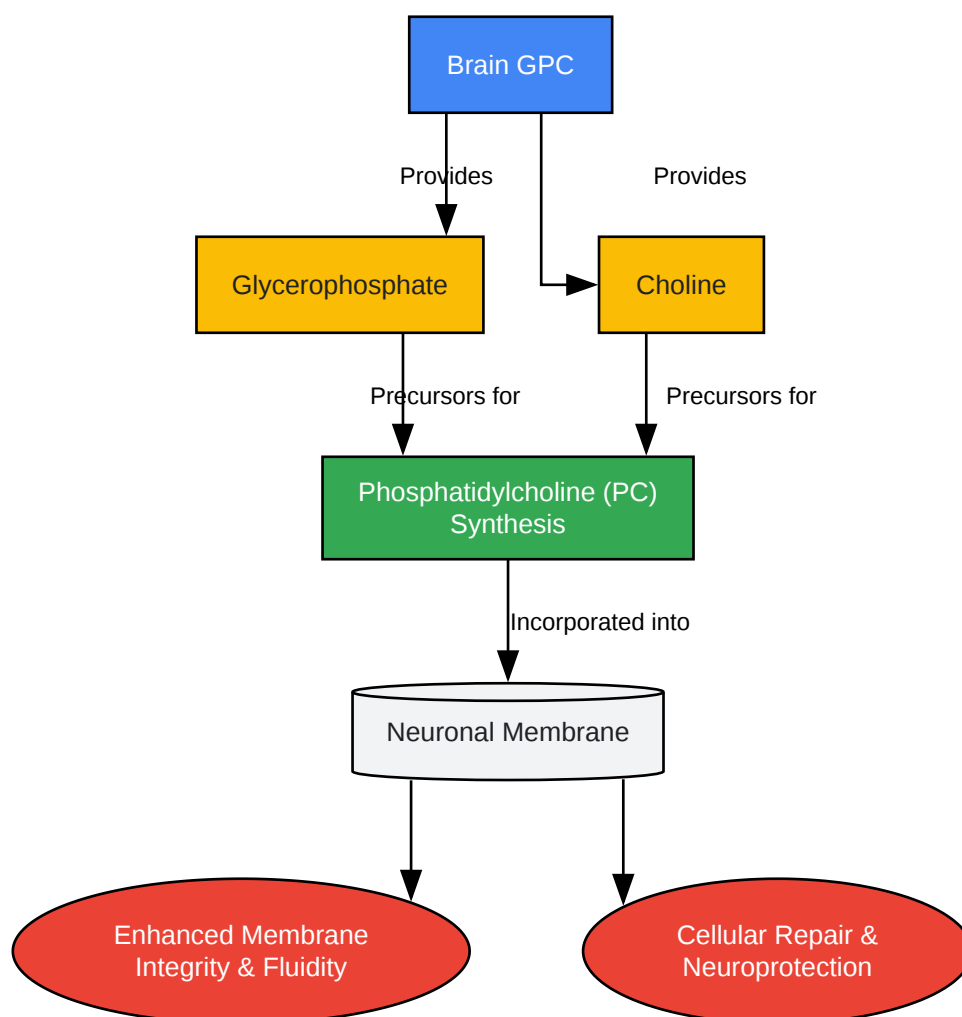 Brain GPC
Provides
Provides
Glycerophosphate
Choline
Precursors for
Precursors for
Phosphatidylcholine (PC)
Synthesis
Incorporated into
Neuronal Membrane
Enhanced Membrane
Integrity & Fluidity
Cellular Repair &
Neuroprotection